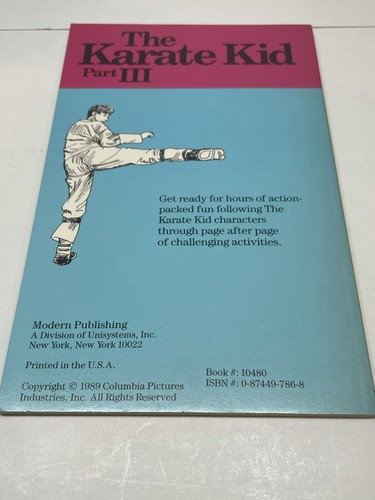 The
Karate Kid
Part III
Get ready for hours of action-
packed fun following The
Karate Kid characters
through page after page
of challenging activities.
Modern Publishing
A Division of Unisystems, Inc.
New York, New York 10022
Printed in the U.S.A.
Book #: 10480
ISBN #: 0-87449-786-8
Copyright © 1989 Columbia Pictures
Industries, Inc. All Rights Reserved